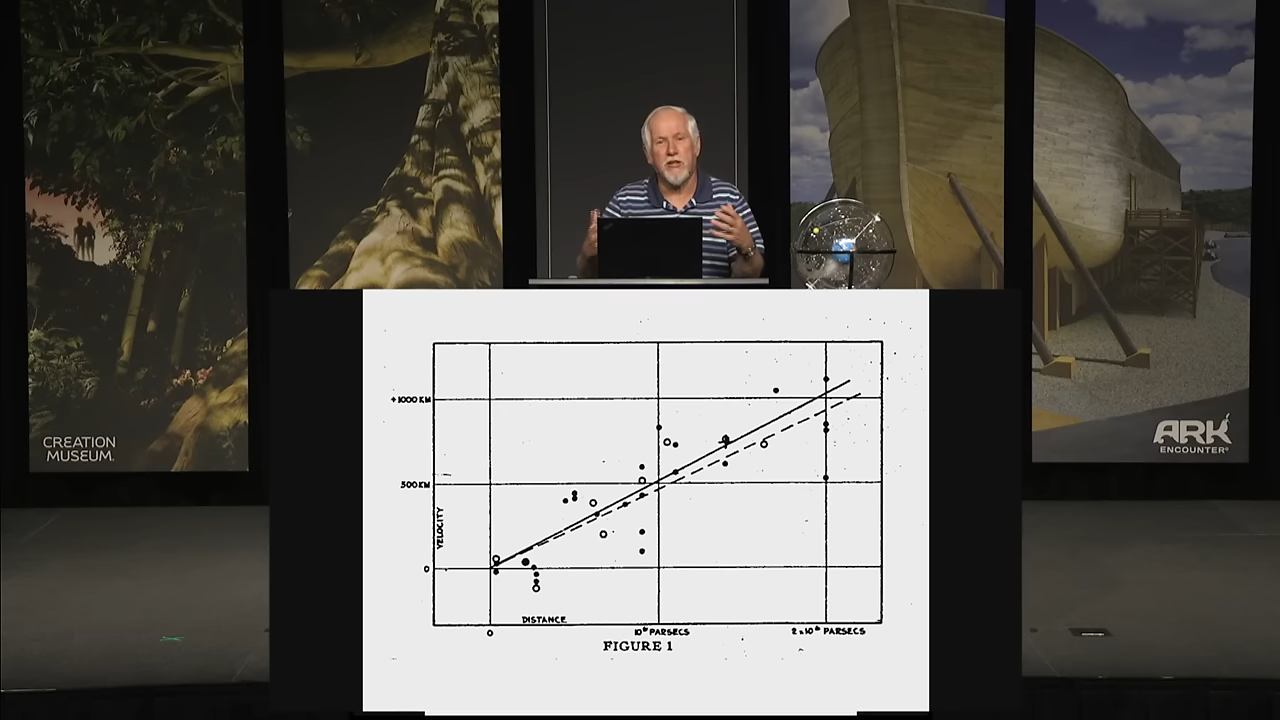 CREATION
MUSEUM.
ARK
ENCOUNTER
+1000 KM
500 KM
VELOCITY
0
DISTANCE
0
10⁶ PARSECS
2 x 10⁶ PARSECS
FIGURE 1